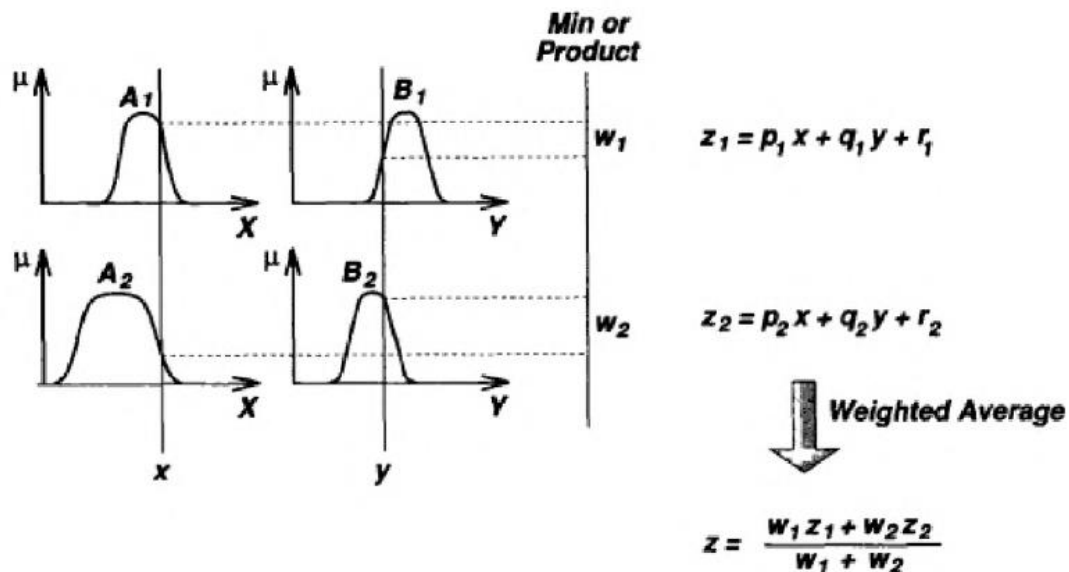 Min or
Product
μ A1 μ B1
w1 z1 = p1 x + q1 y + r1
X Y
μ A2 μ B2
w2 z2 = p2 x + q2 y + r2
X Y
Weighted Average
x y
z = w1 z1 + w2 z2
w1 + w2